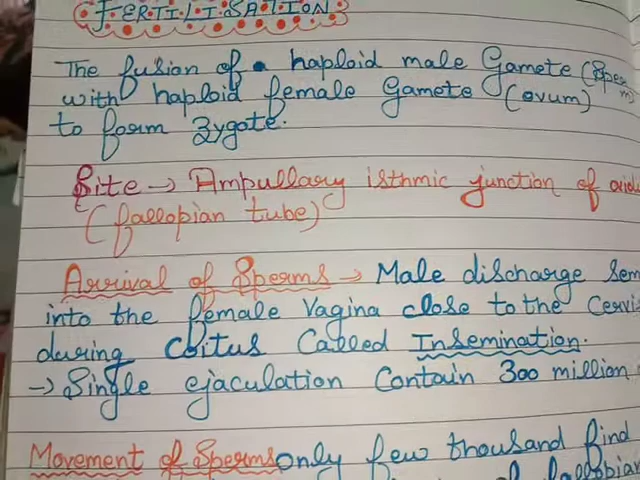 FERTILISATION
The fusion of a haploid male Gamete (Sperm)
with haploid female Gamete (ovum)
to form Zygote.
Site → Ampullary isthmic junction of
(fallopian tube)
Arrival of Sperms → Male discharge
into the female Vagina close to the
during Coitus Called Insemination.
→ Single ejaculation Contain 300 million
Movement of Sperms only few thousand find
of